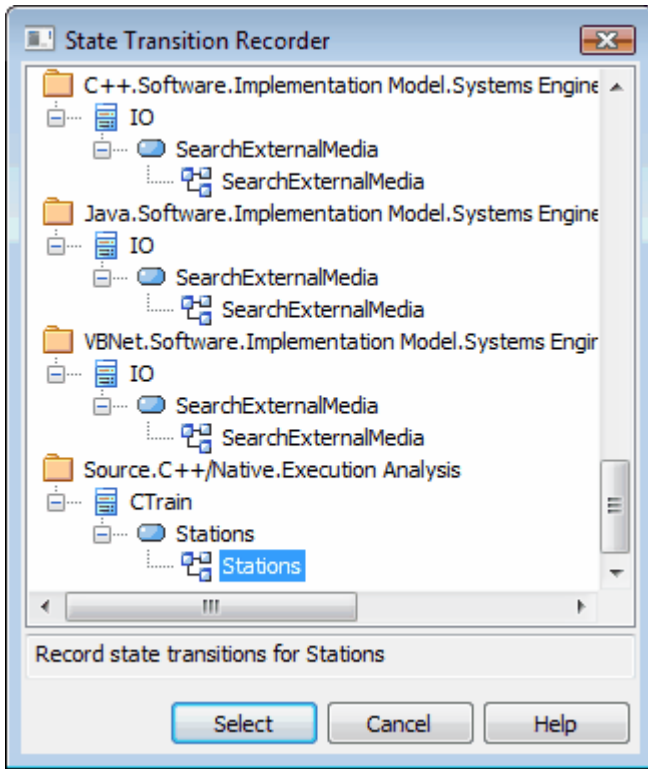 State Transition Recorder
C++.Software.Implementation Model.Systems Engine
IO
SearchExternalMedia
SearchExternalMedia
Java.Software.Implementation Model.Systems Engine
IO
SearchExternalMedia
SearchExternalMedia
VBNet.Software.Implementation Model.Systems Engir
IO
SearchExternalMedia
SearchExternalMedia
Source.C++/Native.Execution Analysis
CTrain
Stations
Stations
Record state transitions for Stations
Select Cancel Help